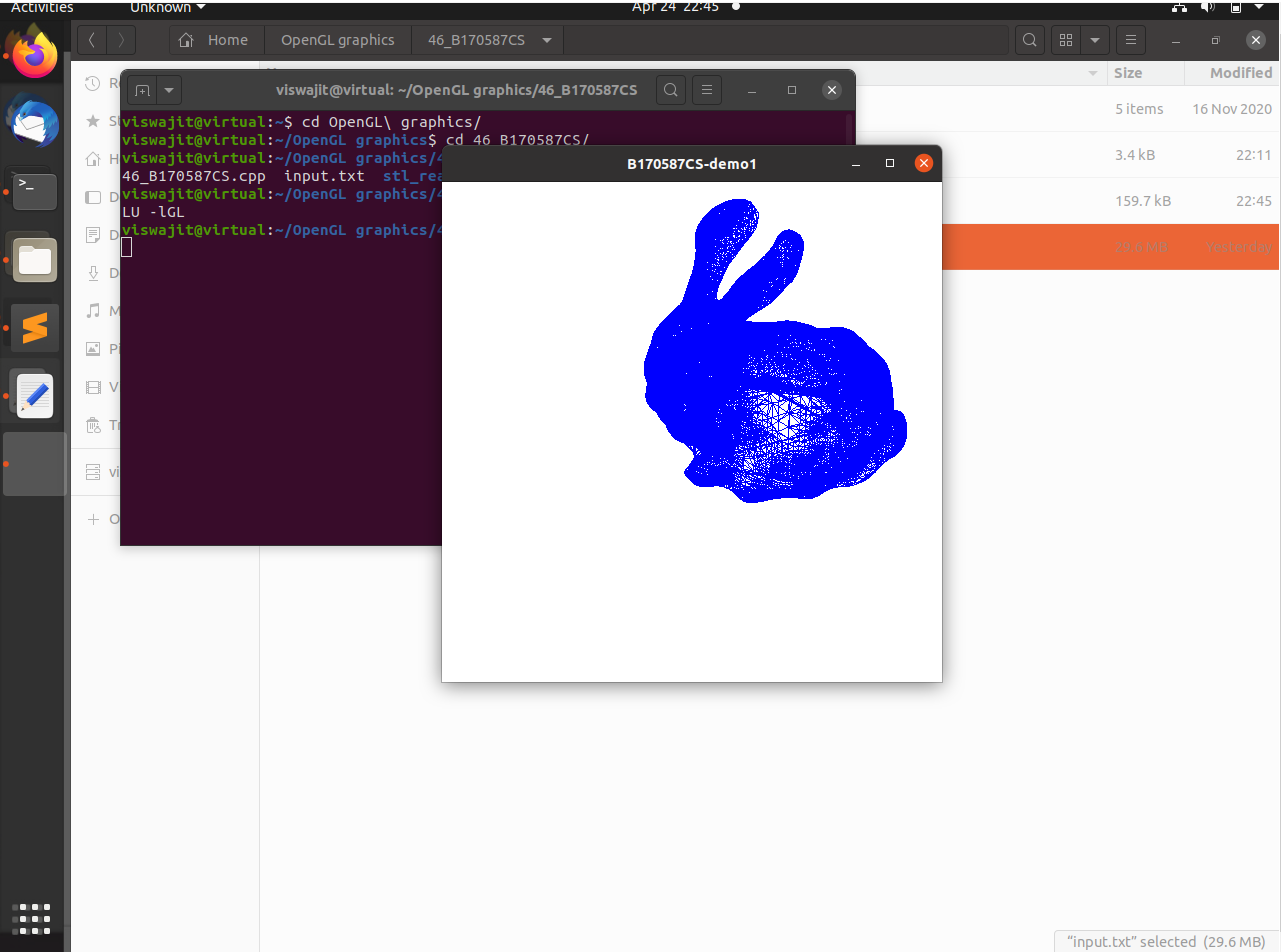 Activities
Unknown
Apr 24 22:45
Home
OpenGL graphics
46_B170587CS
Size
Modified
5 items
16 Nov 2020
3.4 kB
22:11
159.7 kB
22:45
29.6 MB
Yesterday
viswajit@virtual: ~/OpenGL graphics/46_B170587CS
viswajit@virtual:~$ cd OpenGL\ graphics/
viswajit@virtual:~/OpenGL graphics$ cd 46_B170587CS/
viswajit@virtual:~/OpenGL graphics/4
46_B170587CS.cpp input.txt stl_rea
viswajit@virtual:~/OpenGL graphics/4
LU -lGL
viswajit@virtual:~/OpenGL graphics/4
B170587CS-demo1
"input.txt" selected (29.6 MB)